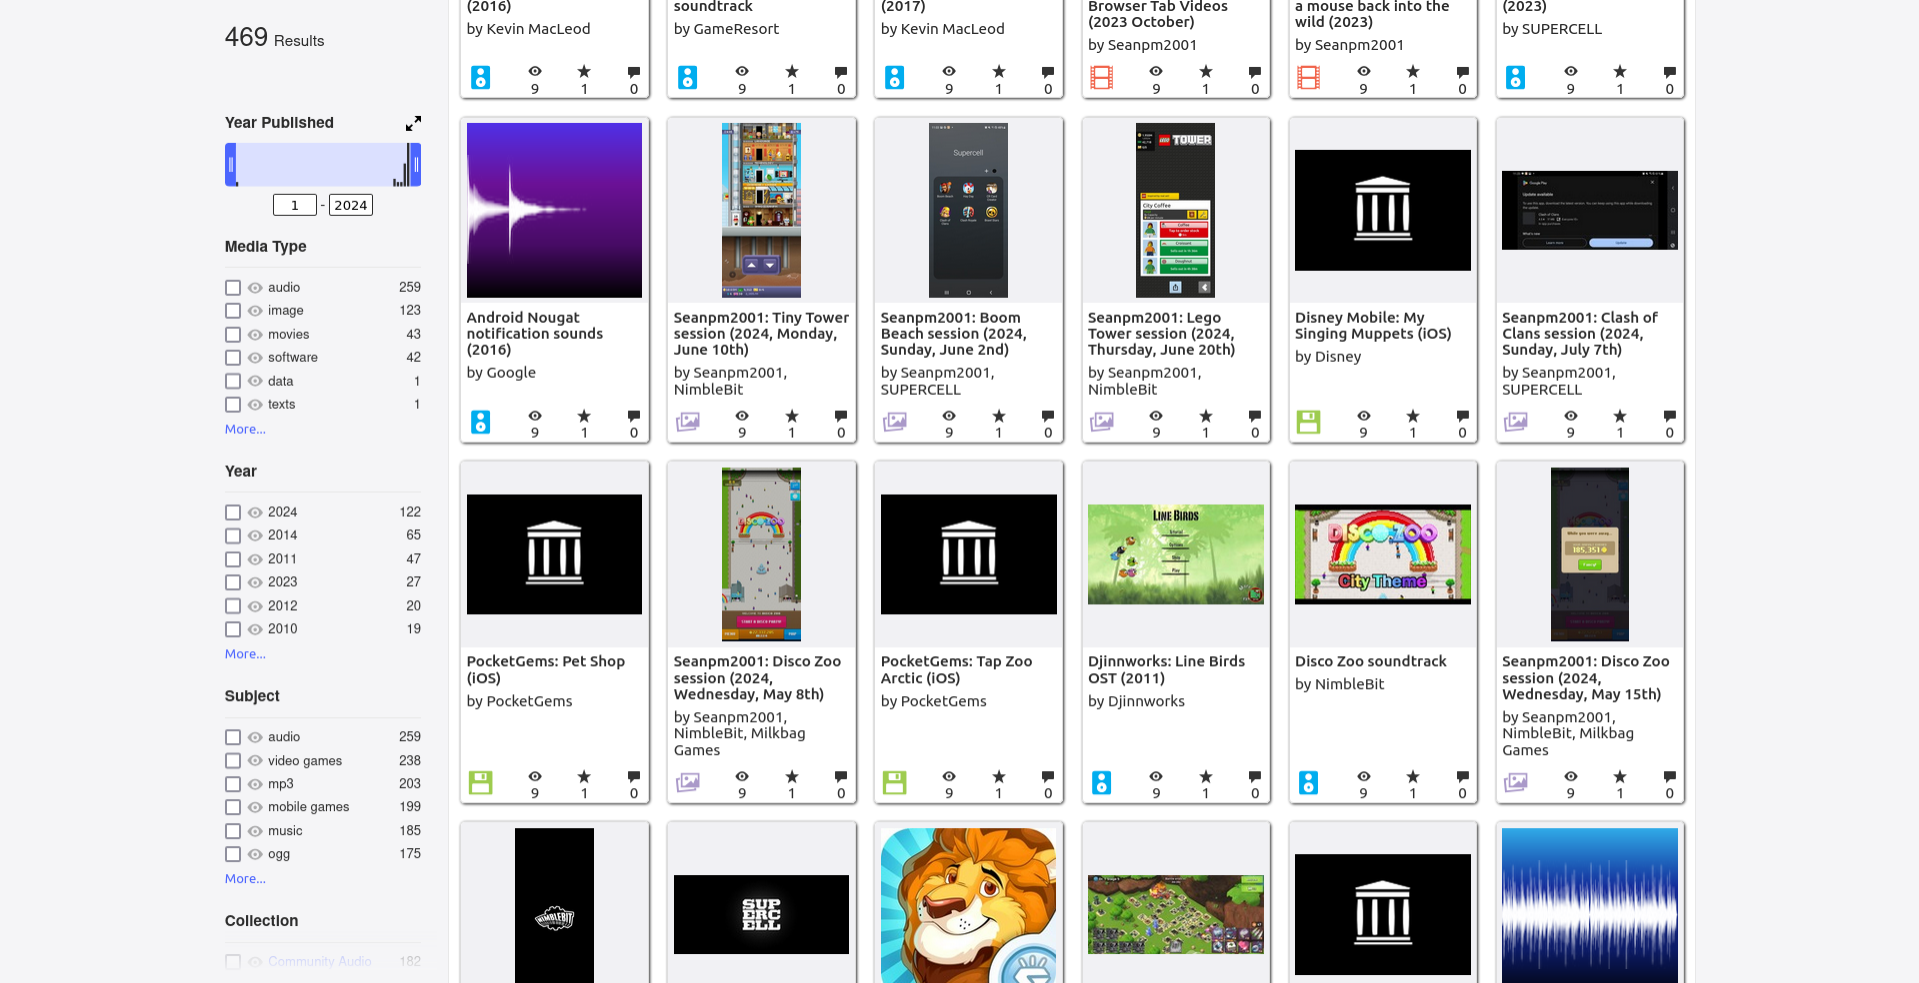 469 Results
Year Published
1 - 2024
Media Type
audio 259
image 123
movies 43
software 42
data 1
texts 1
More...
Year
2024 122
2014 65
2011 47
2023 27
2012 20
2010 19
More...
Subject
audio 259
video games 238
mp3 203
mobile games 199
music 185
ogg 175
More...
Collection
Community Audio 182
(2016)
by Kevin MacLeod
9 1 0
soundtrack
by GameResort
9 1 0
(2017)
by Kevin MacLeod
9 1 0
Browser Tab Videos
(2023 October)
by Seanpm2001
9 1 0
a mouse back into the
wild (2023)
by Seanpm2001
9 1 0
(2023)
by SUPERCELL
9 1 0
Android Nougat
notification sounds
(2016)
by Google
9 1 0
Seanpm2001: Tiny Tower
session (2024, Monday,
June 10th)
by Seanpm2001,
NimbleBit
9 1 0
Supercell
Seanpm2001: Boom
Beach session (2024,
Sunday, June 2nd)
by Seanpm2001,
SUPERCELL
9 1 0
LEGO TOWER
City Coffee
Seanpm2001: Lego
Tower session (2024,
Thursday, June 20th)
by Seanpm2001,
NimbleBit
9 1 0
Disney Mobile: My
Singing Muppets (iOS)
by Disney
9 1 0
Google Play
Update available
Seanpm2001: Clash of
Clans session (2024,
Sunday, July 7th)
by Seanpm2001,
SUPERCELL
9 1 0
PocketGems: Pet Shop
(iOS)
by PocketGems
9 1 0
Seanpm2001: Disco Zoo
session (2024,
Wednesday, May 8th)
by Seanpm2001,
NimbleBit, Milkbag
Games
9 1 0
PocketGems: Tap Zoo
Arctic (iOS)
by PocketGems
9 1 0
LINE BIRDS
Djinnworks: Line Birds
OST (2011)
by Djinnworks
9 1 0
DISCO ZOO
City Theme
Disco Zoo soundtrack
by NimbleBit
9 1 0
185,351
Seanpm2001: Disco Zoo
session (2024,
Wednesday, May 15th)
by Seanpm2001,
NimbleBit, Milkbag
Games
9 1 0
NIMBLEBIT
SUP
ERC
ELL